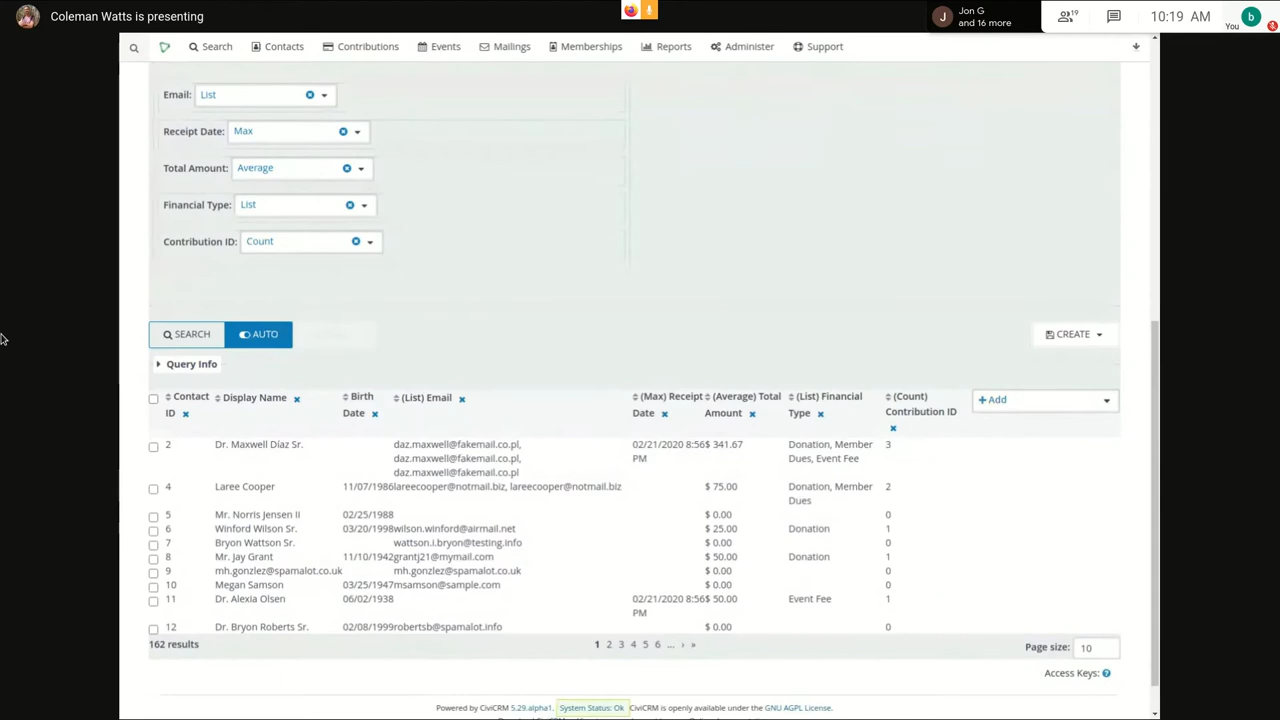 Coleman Watts is presenting
J Jon G
and 16 more
19
10:19 AM
b
You
Search Contacts Contributions Events Mailings Memberships Reports Administer Support
Email: List
Receipt Date: Max
Total Amount: Average
Financial Type: List
Contribution ID: Count
SEARCH AUTO CREATE
Query Info
Contact ID Display Name Birth Date (List) Email (Max) Receipt Date (Average) Total Amount (List) Financial Type (Count) Contribution ID + Add
2 Dr. Maxwell Díaz Sr. daz.maxwell@fakemail.co.pl, 02/21/2020 8:56 $ 341.67 Donation, Member 3
daz.maxwell@fakemail.co.pl, PM Dues, Event Fee
daz.maxwell@fakemail.co.pl
4 Laree Cooper 11/07/1986 lareecooper@notmail.biz, lareecooper@notmail.biz $ 75.00 Donation, Member 2
Dues
5 Mr. Norris Jensen II 02/25/1988 $ 0.00 0
6 Winford Wilson Sr. 03/20/1998 wilson.winford@airmail.net $ 25.00 Donation 1
7 Bryon Wattson Sr. wattson.i.bryon@testing.info $ 0.00 0
8 Mr. Jay Grant 11/10/1942 grantj21@mymail.com $ 50.00 Donation 1
9 mh.gonzlez@spamalot.co.uk mh.gonzlez@spamalot.co.uk $ 0.00 0
10 Megan Samson 03/25/1947 msamson@sample.com $ 0.00 0
11 Dr. Alexia Olsen 06/02/1938 02/21/2020 8:56 $ 50.00 Event Fee 1
PM
12 Dr. Bryon Roberts Sr. 02/08/1999 robertsb@spamalot.info $ 0.00 0
162 results 1 2 3 4 5 6 ... › » Page size: 10
Access Keys: ?
Powered by CiviCRM 5.29.alpha1. System Status: Ok CiviCRM is openly available under the GNU AGPL License.